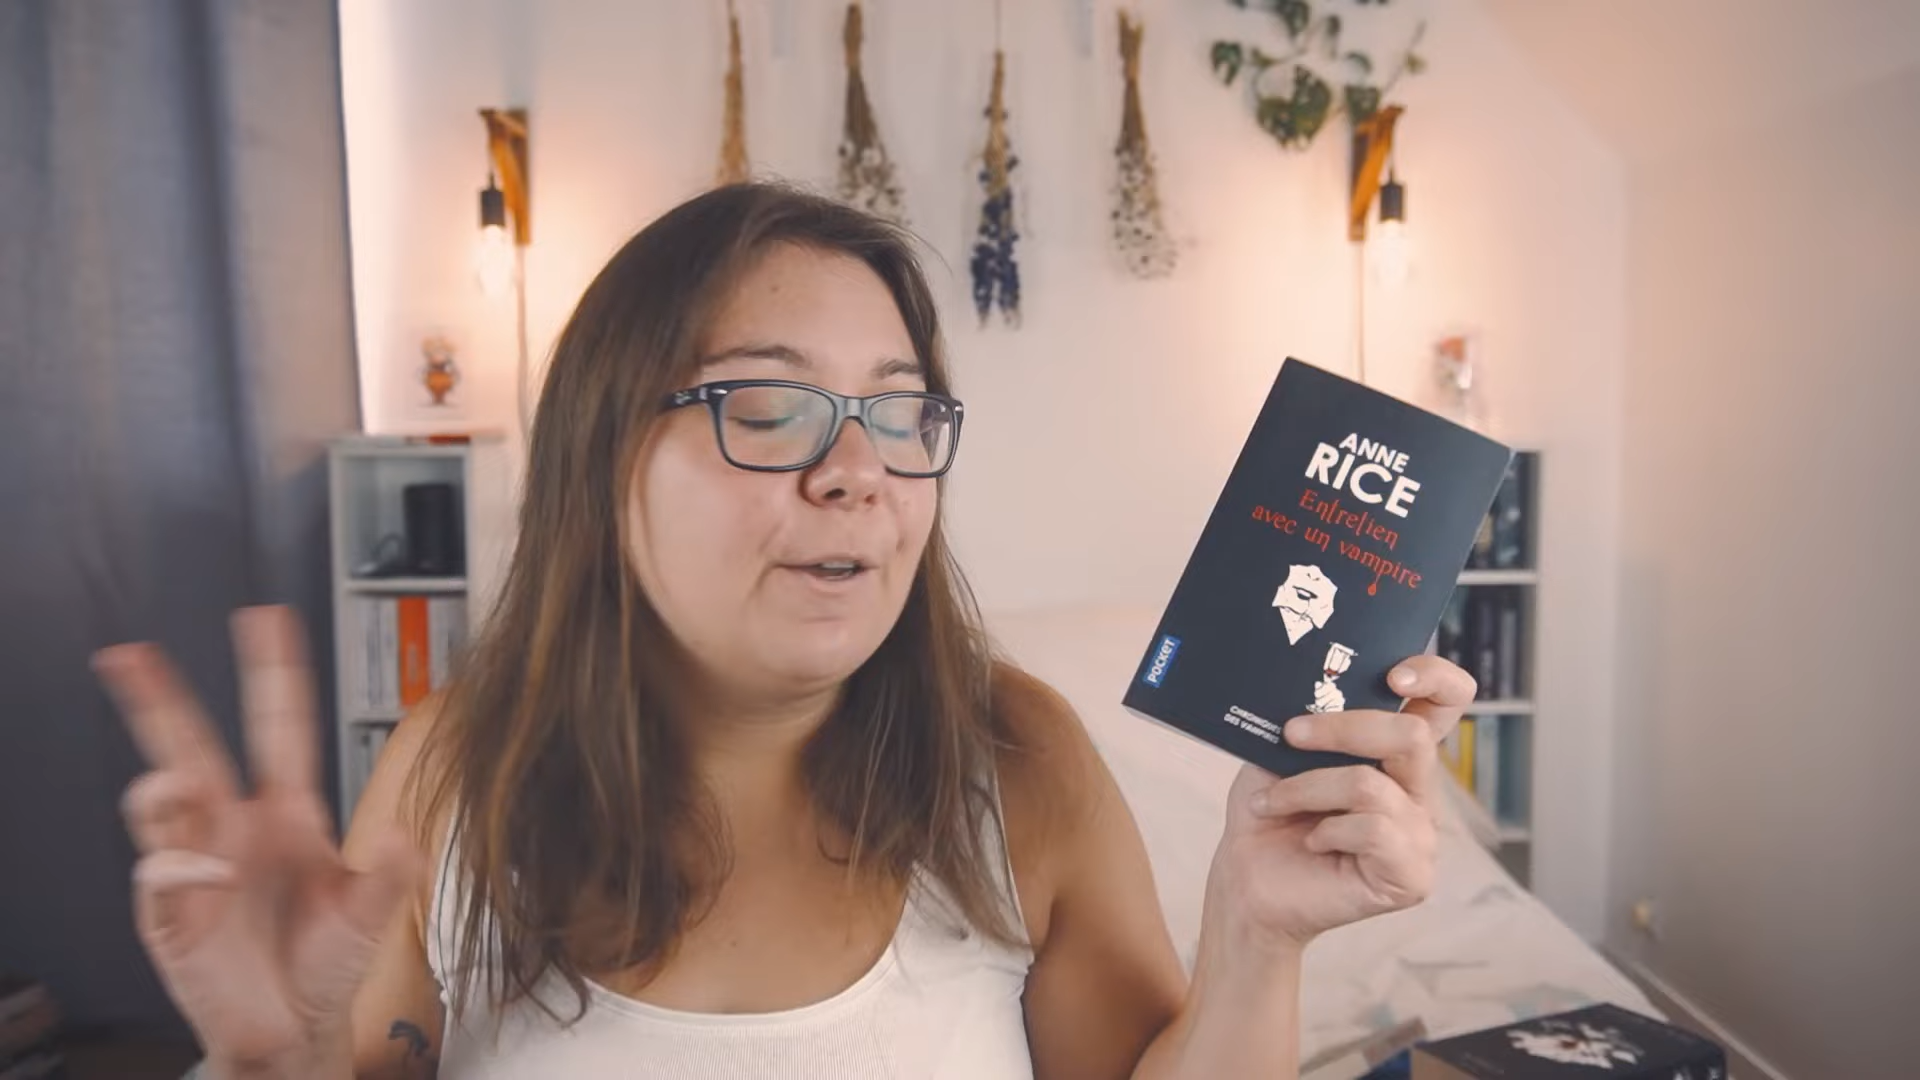 ANNE
RICE
Entretien
avec un vampire
POCKET
CHRONIQUES
DES VAMPIRES